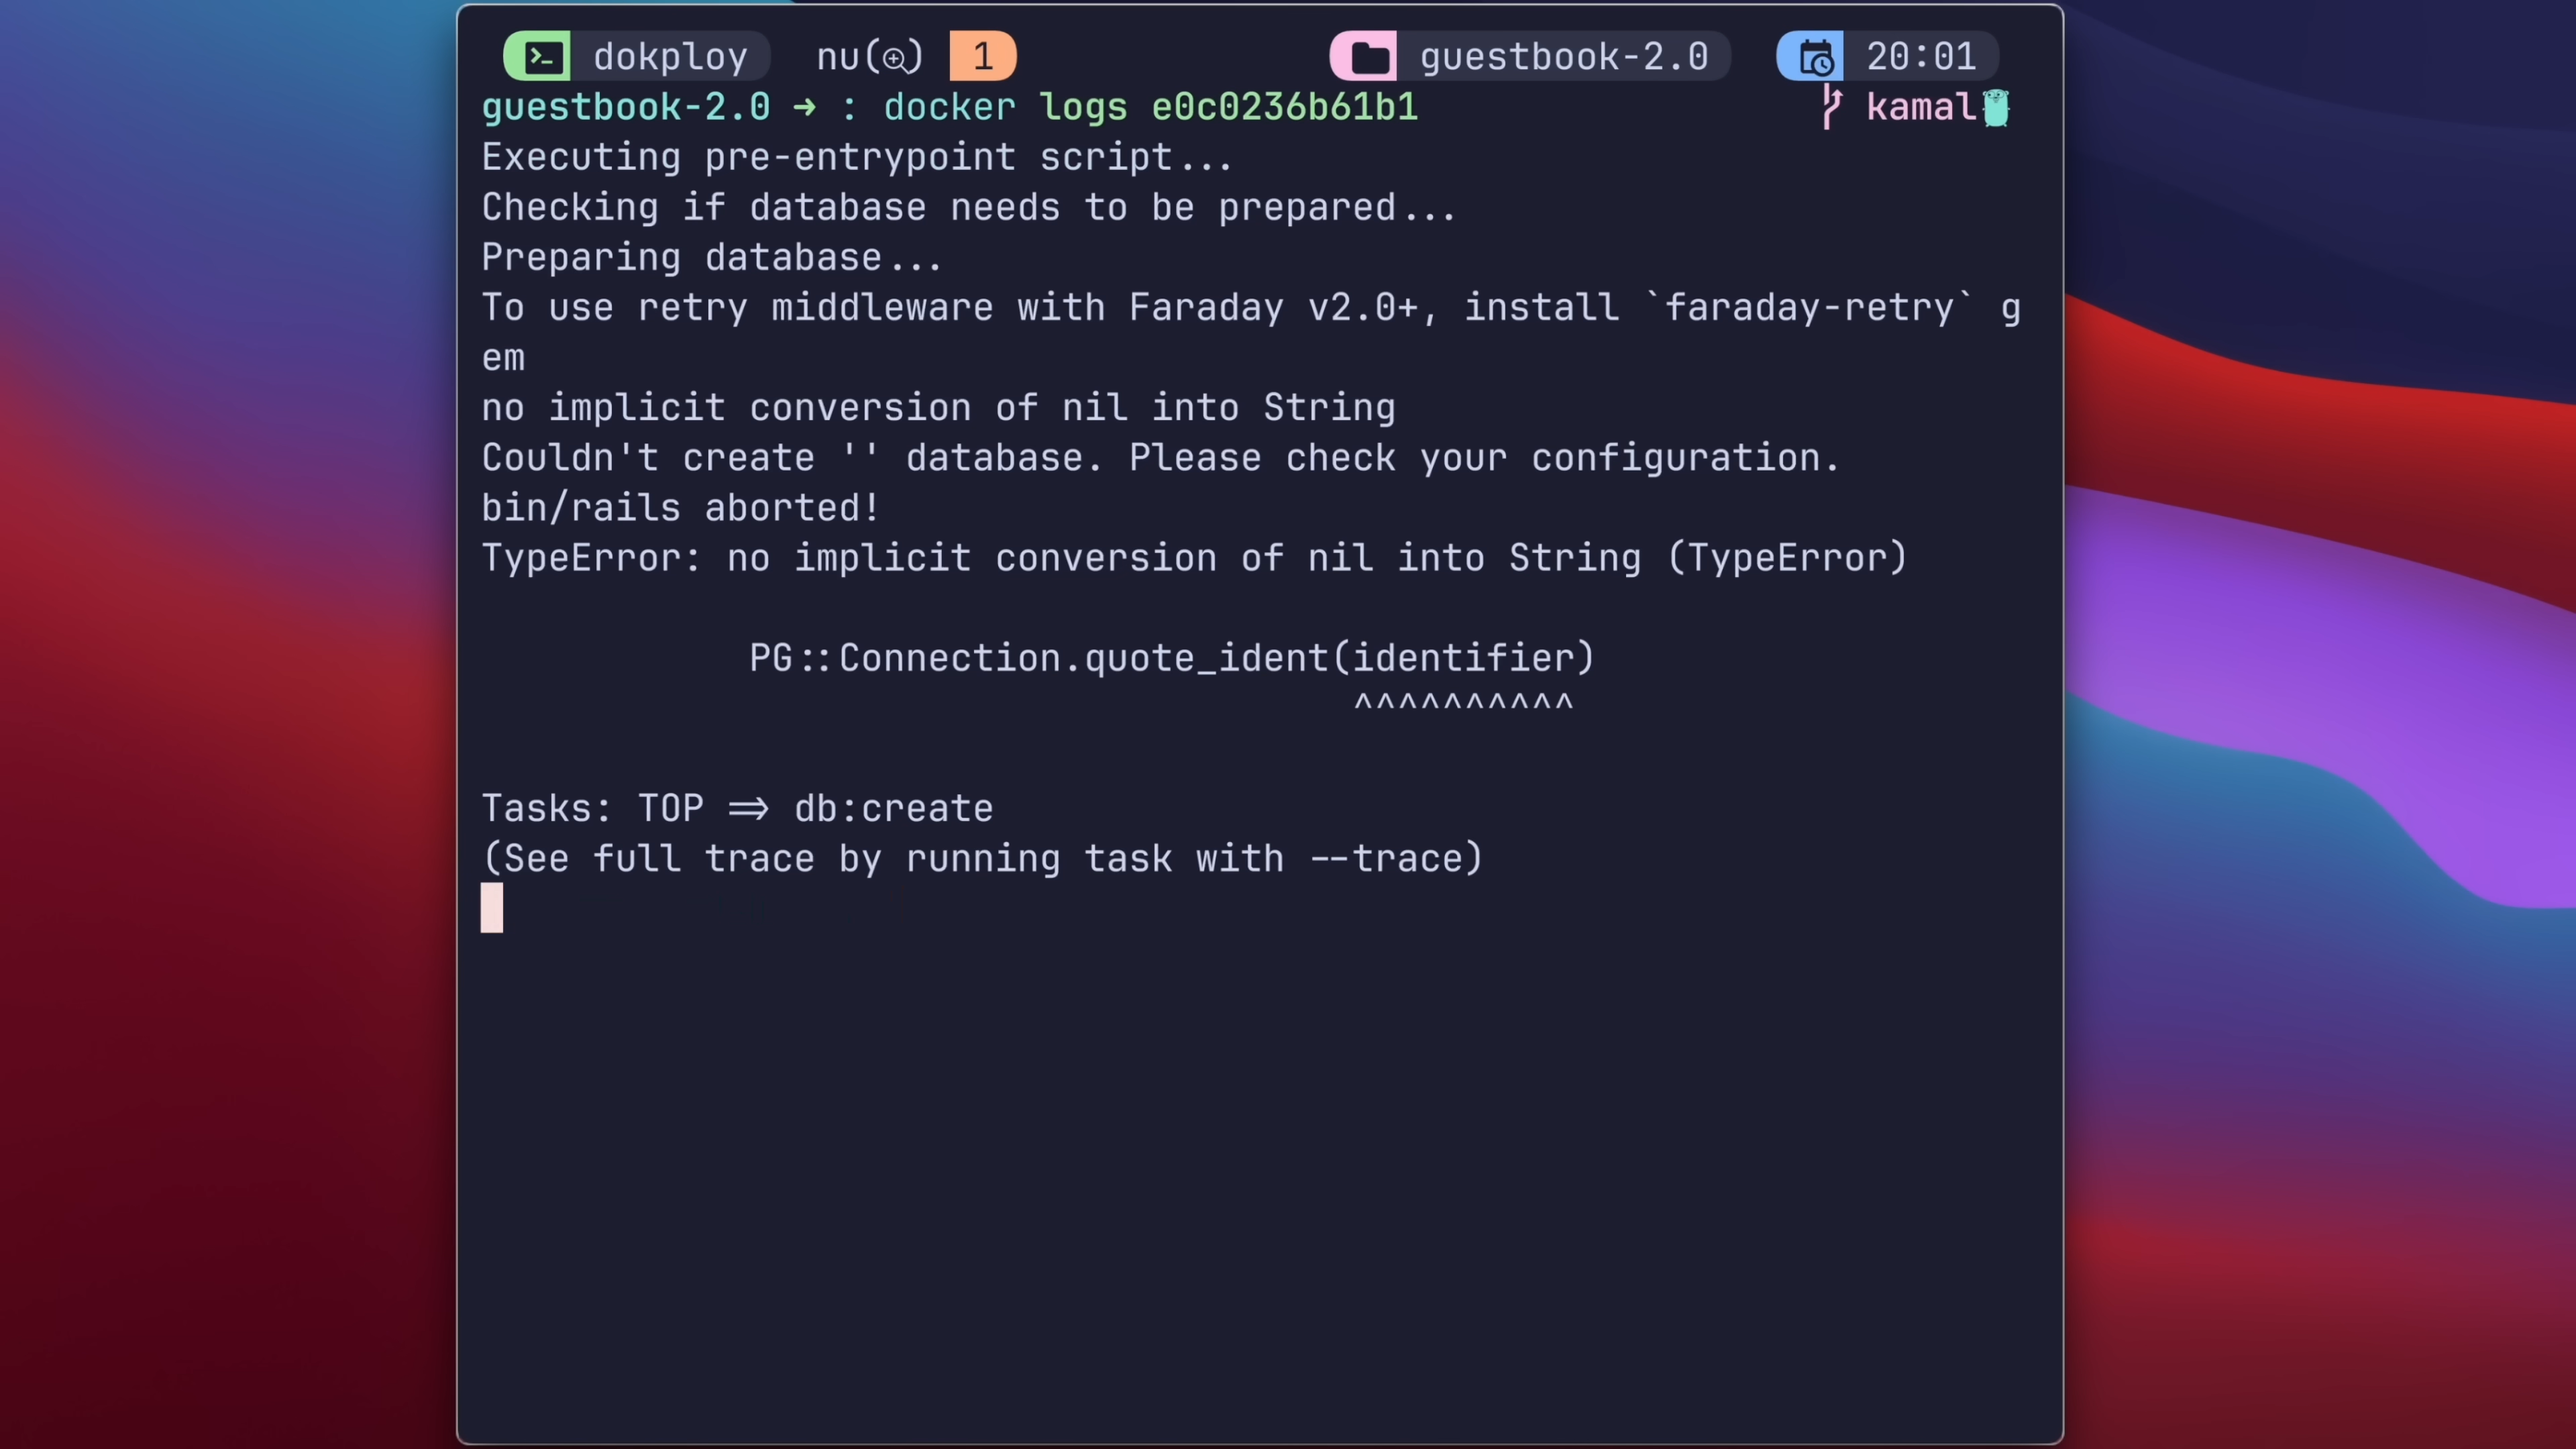 dokploy nu( ) 1 guestbook-2.0 20:01
guestbook-2.0 → : docker logs e0c0236b61b1 kamal
Executing pre-entrypoint script...
Checking if database needs to be prepared...
Preparing database...
To use retry middleware with Faraday v2.0+, install `faraday-retry` g
em
no implicit conversion of nil into String
Couldn't create '' database. Please check your configuration.
bin/rails aborted!
TypeError: no implicit conversion of nil into String (TypeError)
PG::Connection.quote_ident(identifier)
^^^^^^^^^^
Tasks: TOP => db:create
(See full trace by running task with --trace)